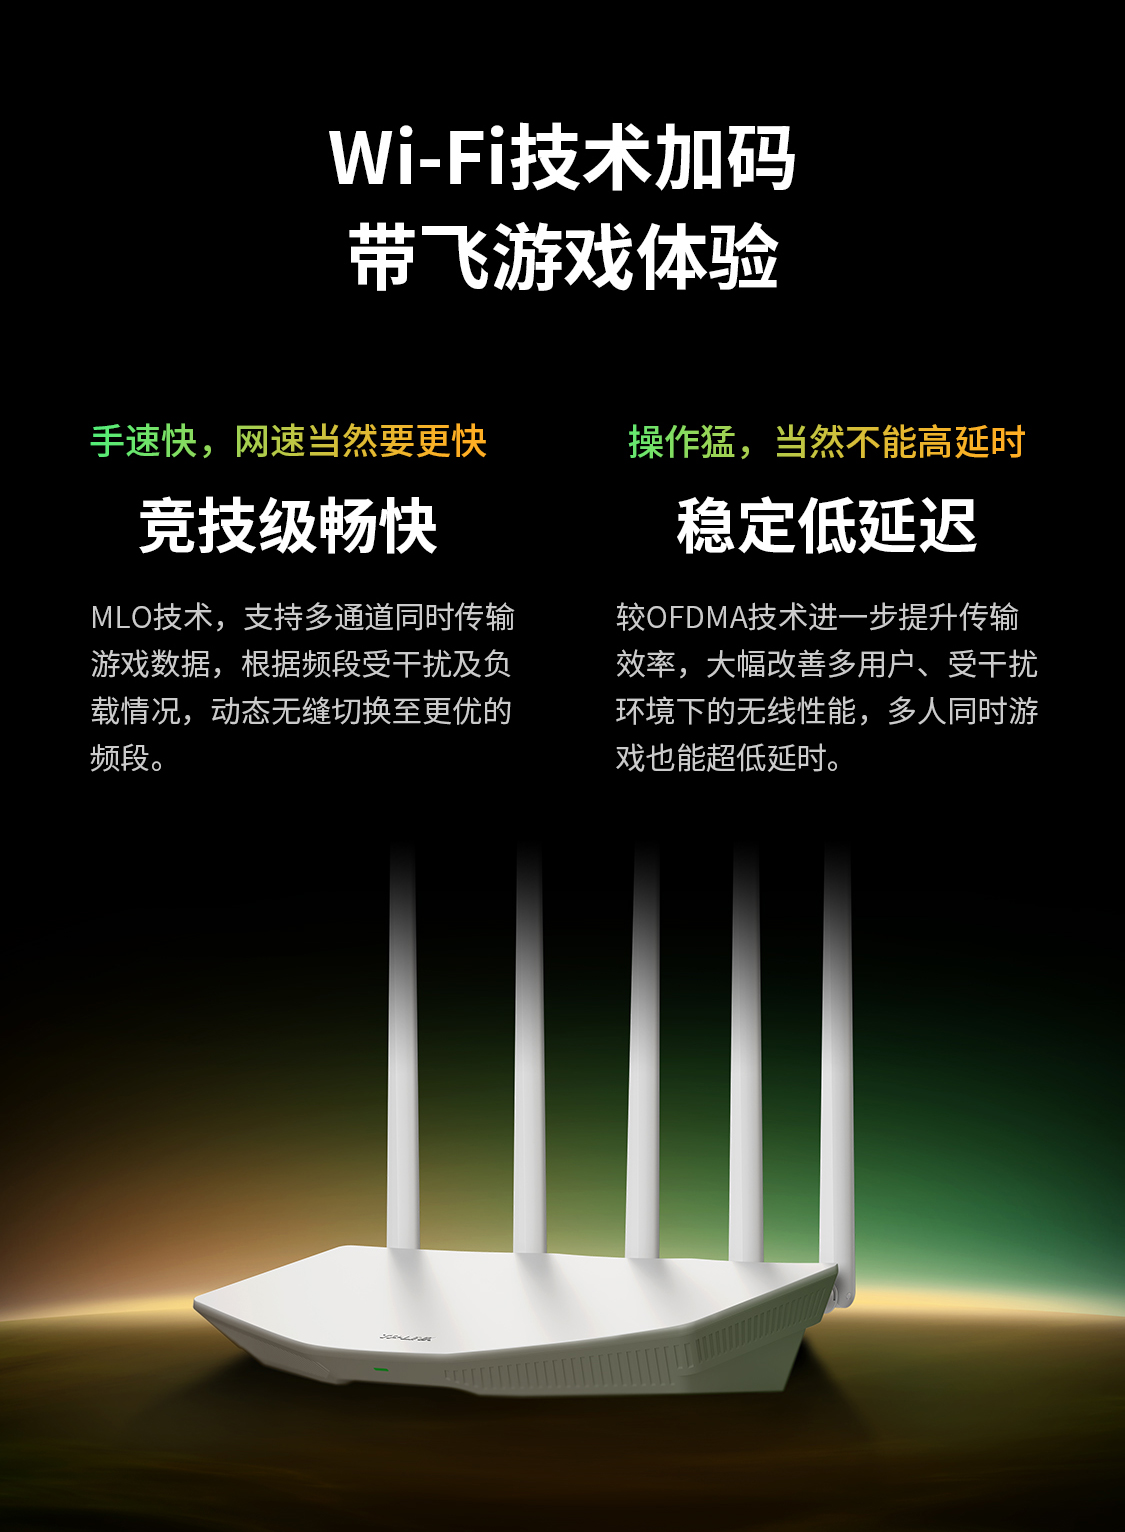 Wi-Fi技术加码
带飞游戏体验
手速快，网速当然要更快
竞技级畅快
MLO技术，支持多通道同时传输
游戏数据，根据频段受干扰及负
载情况，动态无缝切换至更优的
频段。
操作猛，当然不能高延时
稳定低延迟
较OFDMA技术进一步提升传输
效率，大幅改善多用户、受干扰
环境下的无线性能，多人同时游
戏也能超低延时。